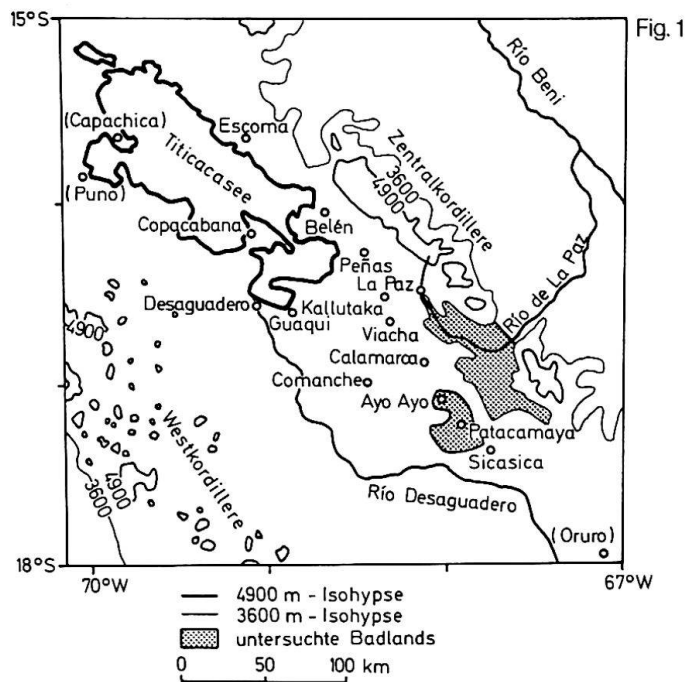 15°S
Fig. 1
Río Beni
(Capachica)
Escoma
Titicacasee
Zentralkordillere
3600
4900
(Puno)
Copacabana
Belén
Peñas
La Paz
Río de La Paz
Desaguadero
Kallutaka
Guaqui
Viacha
4900
Calamarca
Comanche
Ayo Ayo
Patacamaya
Westkordillere
Sicasica
4900
3600
Río Desaguadero
(Oruro)
18°S
70°W
67°W
4900 m - Isohypse
3600 m - Isohypse
untersuchte Badlands
0 50 100 km